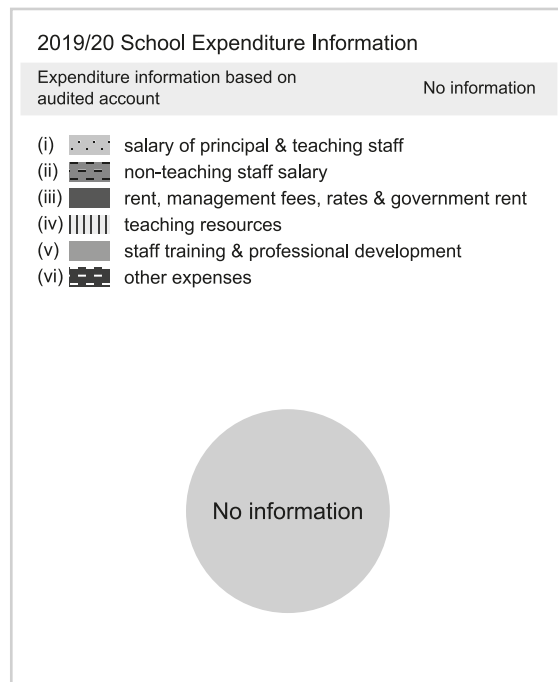 2019/20 School Expenditure Information
Expenditure information based on
audited account
No information
(i) salary of principal & teaching staff
(ii) non-teaching staff salary
(iii) rent, management fees, rates & government rent
(iv) teaching resources
(v) staff training & professional development
(vi) other expenses
No information